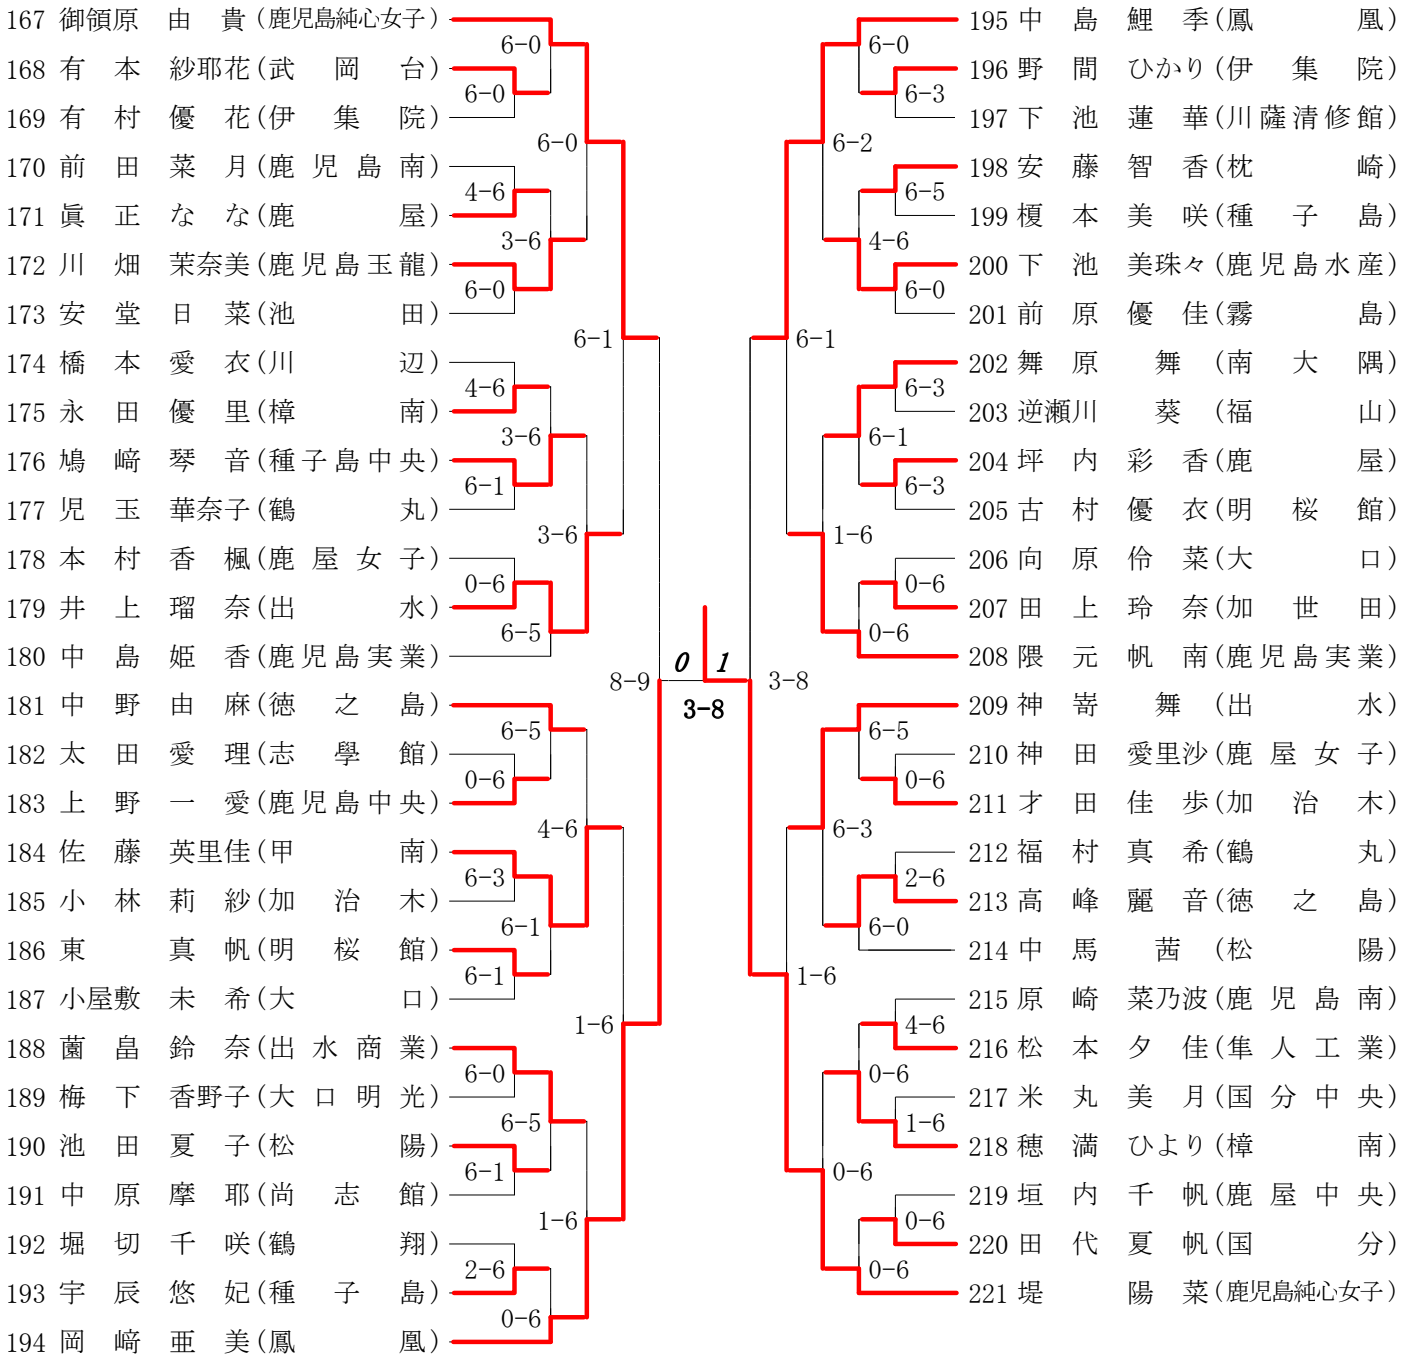 167 御領原 由 貴 (鹿児島純心女子)
6-0
168 有 本 紗耶花 (武 岡 台)
6-0
169 有 村 優 花 (伊 集 院)
6-0
170 前 田 菜 月 (鹿 児 島 南)
4-6
171 眞 正 な な (鹿 屋)
3-6
172 川 畑 茉奈美 (鹿児島玉龍)
6-0
173 安 堂 日 菜 (池 田)
6-1
174 橋 本 愛 衣 (川 辺)
4-6
175 永 田 優 里 (樟 南)
3-6
176 鳩 﨑 琴 音 (種子島中央)
6-1
177 児 玉 華奈子 (鶴 丸)
3-6
178 本 村 香 楓 (鹿 屋 女 子)
0-6
179 井 上 瑠 奈 (出 水)
6-5
180 中 島 姫 香 (鹿児島実業)
8-9
181 中 野 由 麻 (徳 之 島)
6-5
182 太 田 愛 理 (志 學 館)
0-6
183 上 野 一 愛 (鹿児島中央)
4-6
184 佐 藤 英里佳 (甲 南)
6-3
185 小 林 莉 紗 (加 治 木)
6-1
186 東 真 帆 (明 桜 館)
6-1
187 小屋敷 未 希 (大 口)
1-6
188 薗 畠 鈴 奈 (出 水 商 業)
6-0
189 梅 下 香野子 (大 口 明 光)
6-5
190 池 田 夏 子 (松 陽)
6-1
191 中 原 摩 耶 (尚 志 館)
1-6
192 堀 切 千 咲 (鶴 翔)
2-6
193 宇 辰 悠 妃 (種 子 島)
0-6
194 岡 﨑 亜 美 (鳳 凰)
0 1
3-8
195 中 島 鯉 季 (鳳 凰)
6-0
196 野 間 ひかり (伊 集 院)
6-3
197 下 池 蓮 華 (川薩清修館)
6-2
198 安 藤 智 香 (枕 崎)
6-5
199 榎 本 美 咲 (種 子 島)
4-6
200 下 池 美珠々 (鹿児島水産)
6-0
201 前 原 優 佳 (霧 島)
6-1
202 舞 原 舞 (南 大 隅)
6-3
203 逆瀬川 葵 (福 山)
6-1
204 坪 内 彩 香 (鹿 屋)
6-3
205 古 村 優 衣 (明 桜 館)
1-6
206 向 原 伶 菜 (大 口)
0-6
207 田 上 玲 奈 (加 世 田)
0-6
208 隈 元 帆 南 (鹿児島実業)
3-8
209 神 嵜 舞 (出 水)
6-5
210 神 田 愛里沙 (鹿 屋 女 子)
0-6
211 才 田 佳 歩 (加 治 木)
6-3
212 福 村 真 希 (鶴 丸)
2-6
213 高 峰 麗 音 (徳 之 島)
6-0
214 中 馬 茜 (松 陽)
1-6
215 原 崎 菜乃波 (鹿 児 島 南)
4-6
216 松 本 夕 佳 (隼 人 工 業)
0-6
217 米 丸 美 月 (国 分 中 央)
1-6
218 穂 満 ひより (樟 南)
0-6
219 垣 内 千 帆 (鹿 屋 中 央)
0-6
220 田 代 夏 帆 (国 分)
0-6
221 堤 陽 菜 (鹿児島純心女子)